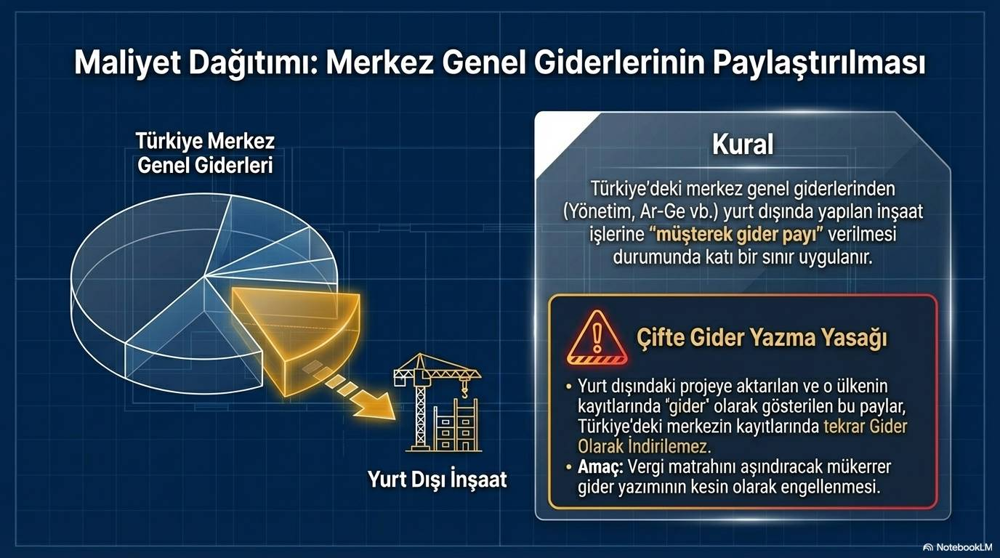 Maliyet Dağıtımı: Merkez Genel Giderlerinin Paylaştırılması
Türkiye Merkez
Genel Giderleri
Yurt Dışı İnşaat
Kural
Türkiye'deki merkez genel giderlerinden
(Yönetim, Ar-Ge vb.) yurt dışında yapılan inşaat
işlerine “müşterek gider payı” verilmesi
durumunda katı bir sınır uygulanır.
Çifte Gider Yazma Yasağı
• Yurt dışındaki projeye aktarılan ve o ülkenin
kayıtlarında "gider" olarak gösterilen bu paylar,
Türkiye'deki merkezin kayıtlarında tekrar Gider
Olarak İndirilemez.
• Amaç: Vergi matrahını aşındıracak mükerrer
gider yazımının kesin olarak engellenmesi.
NotebookLM